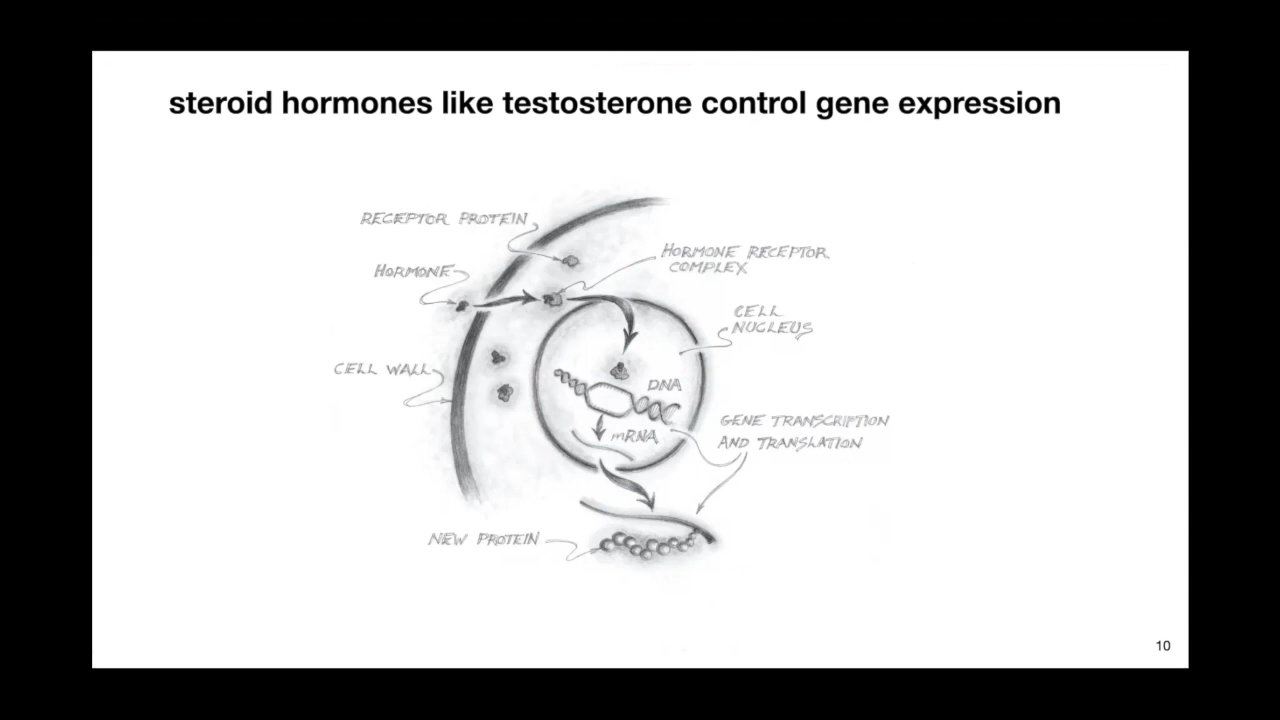 steroid hormones like testosterone control gene expression
RECEPTOR PROTEIN
HORMONE RECEPTOR
COMPLEX
HORMONE
CELL
NUCLEUS
CELL WALL
DNA
mRNA
GENE TRANSCRIPTION
AND TRANSLATION
NEW PROTEIN
10